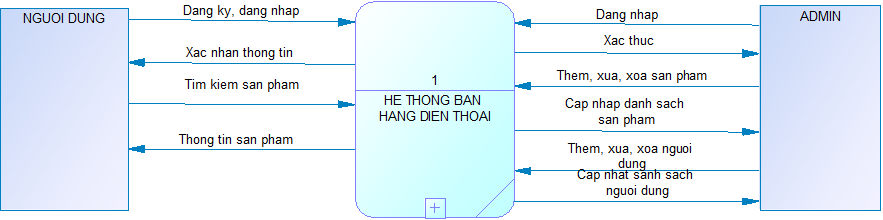 NGUOI DUNG
Dang ky, dang nhap
Xac nhan thong tin
Tim kiem san pham
Thong tin san pham
1
HE THONG BAN
HANG DIEN THOAI
Dang nhap
Xac thuc
Them, xua, xoa san pham
Cap nhap danh sach
san pham
Them, xua, xoa nguoi
dung
Cap nhat sanh sach
nguoi dung
ADMIN